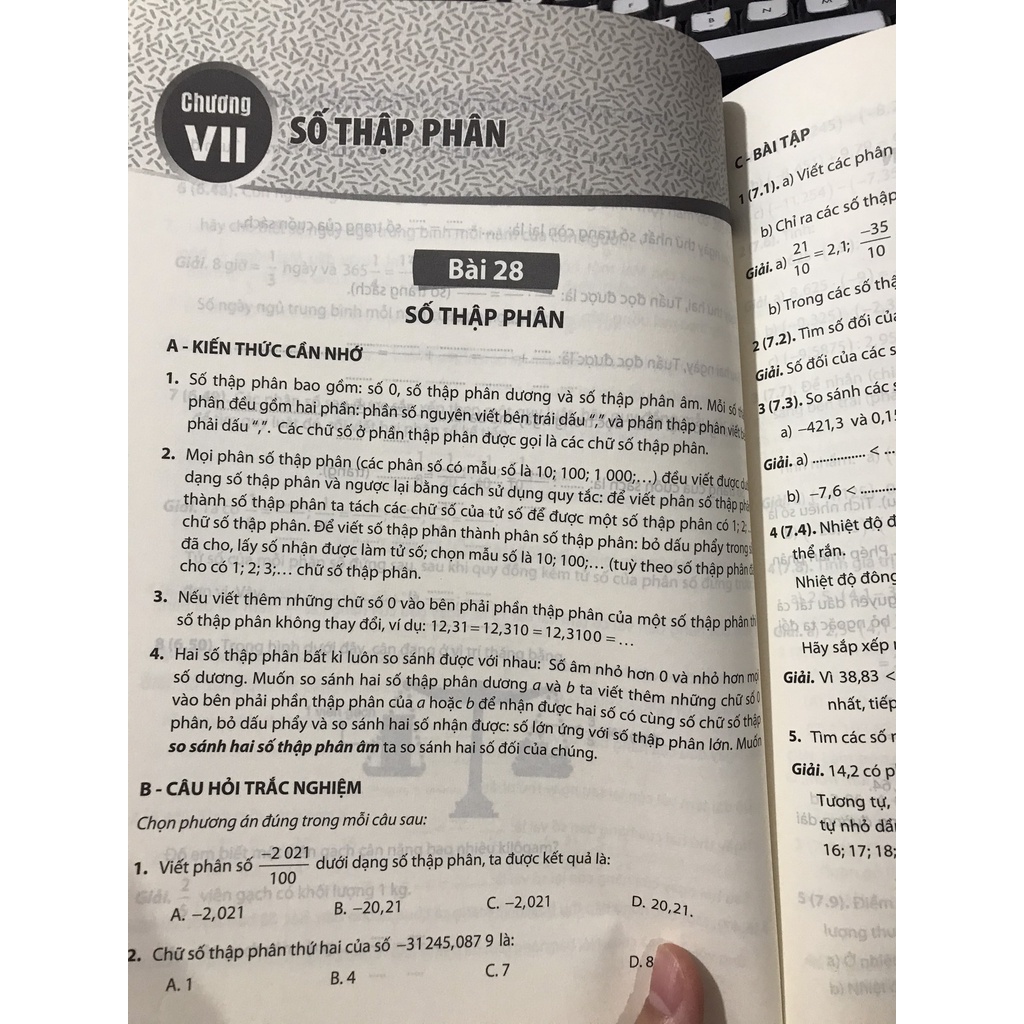 Chương
VII
SỐ THẬP PHÂN
Bài 28
SỐ THẬP PHÂN
A - KIẾN THỨC CẦN NHỚ
1. Số thập phân bao gồm: số 0, số thập phân dương và số thập phân âm. Mỗi số
phân đều gồm hai phần: phần số nguyên viết bên trái dấu “,” và phần thập phân viết
phải dấu “,”. Các chữ số ở phần thập phân được gọi là các chữ số thập phân.
2. Mọi phân số thập phân (các phân số có mẫu số là 10; 100; 1 000;…) đều viết được
dạng số thập phân và ngược lại bằng cách sử dụng quy tắc: để viết phân số thập
thành số thập phân ta tách các chữ số của tử số để được một số thập phân có 1; 2
chữ số thập phân. Để viết số thập phân thành phân số thập phân: bỏ dấu phẩy trong
đã cho, lấy số nhận được làm tử số; chọn mẫu số là 10; 100;… (tuỳ theo số thập phân
cho có 1; 2; 3;… chữ số thập phân.
3. Nếu viết thêm những chữ số 0 vào bên phải phần thập phân của một số thập phân
số thập phân không thay đổi, ví dụ: 12,31 = 12,310 = 12,3100 = …
4. Hai số thập phân bất kì luôn so sánh được với nhau: Số âm nhỏ hơn 0 và nhỏ hơn
số dương. Muốn so sánh hai số thập phân dương a và b ta viết thêm những chữ số 0
vào bên phải phần thập phân của a hoặc b để nhận được hai số có cùng số chữ số thập
phân, bỏ dấu phẩy và so sánh hai số nhận được: số lớn ứng với số thập phân lớn. Muốn
so sánh hai số thập phân âm ta so sánh hai số đối của chúng.
B - CÂU HỎI TRẮC NGHIỆM
Chọn phương án đúng trong mỗi câu sau:
1. Viết phân số −2 021/100 dưới dạng số thập phân, ta được kết quả là:
A. −2,021 B. −20,21 C. −2,021 D. 20,21.
2. Chữ số thập phân thứ hai của số −31 245,087 9 là:
A. 1 B. 4 C. 7 D. 8
C - BÀI TẬP
1 (7.1). a) Viết các phân
b) Chỉ ra các số thập
Giải. a) 21/10 = 2,1; −35/10
b) Trong các số
2 (7.2). Tìm số đối
Giải. Số đối của các
3 (7.3). So sánh các
a) −421,3 và
Giải. a) ............... < ...
b) −7,6 < ..........
4 (7.4). Nhiệt độ
thể rắn.
Nhiệt độ đông
Hãy sắp xếp
Giải. Vì 38,83 <
nhất, tiếp
5. Tìm các số
Giải. 14,2 có
Tương tự,
tự nhỏ
16; 17; 18;